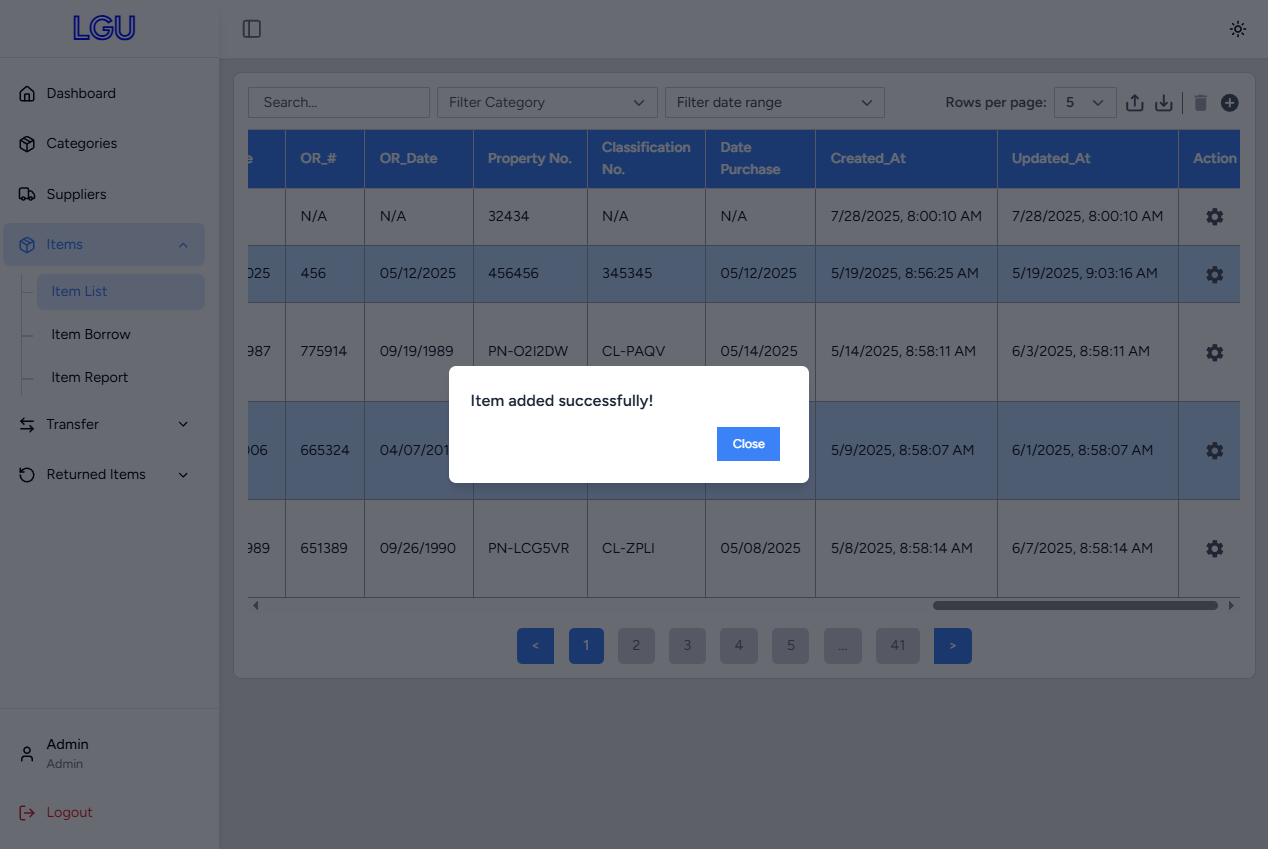 LGU
Dashboard
Categories
Suppliers
Items
Item List
Item Borrow
Item Report
Transfer
Returned Items
Admin
Admin
Logout
Search...
Filter Category
Filter date range
Rows per page: 5
OR_# OR_Date Property No. Classification No. Date Purchase Created_At Updated_At Action
N/A N/A 32434 N/A N/A 7/28/2025, 8:00:10 AM 7/28/2025, 8:00:10 AM
025 456 05/12/2025 456456 345345 05/12/2025 5/19/2025, 8:56:25 AM 5/19/2025, 9:03:16 AM
987 775914 09/19/1989 PN-O2I2DW CL-PAQV 05/14/2025 5/14/2025, 8:58:11 AM 6/3/2025, 8:58:11 AM
Item added successfully!
Close
006 665324 04/07/201 5/9/2025, 8:58:07 AM 6/1/2025, 8:58:07 AM
989 651389 09/26/1990 PN-LCG5VR CL-ZPLI 05/08/2025 5/8/2025, 8:58:14 AM 6/7/2025, 8:58:14 AM
< 1 2 3 4 5 ... 41 >